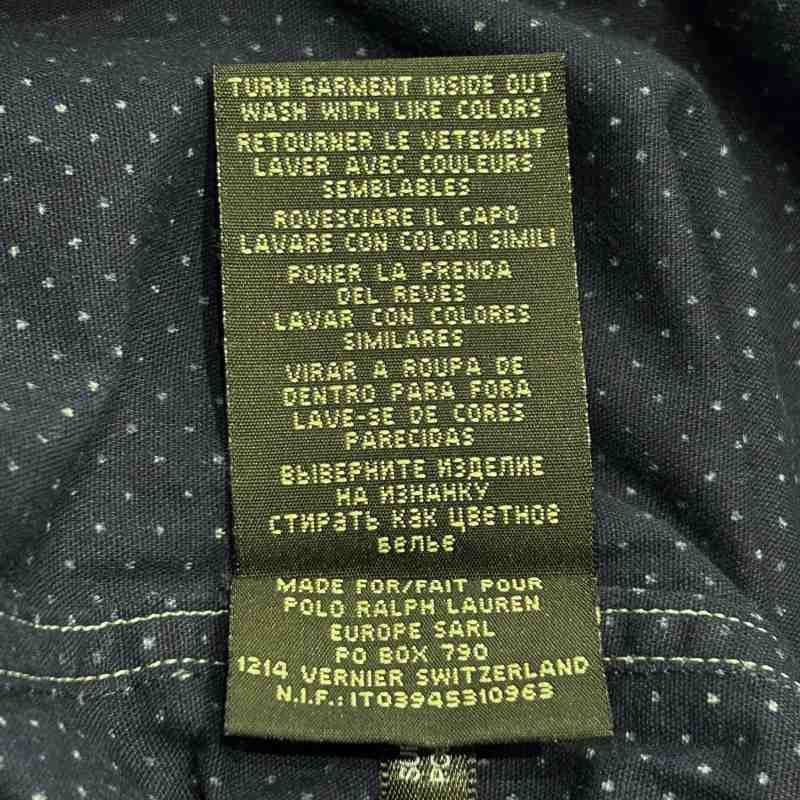 TURN GARMENT INSIDE OUT
WASH WITH LIKE COLORS
RETOURNER LE VETEMENT
LAVER AVEC COULEURS
SEMBLABLES
ROVESCIARE IL CAPO
LAVARE CON COLORI SIMILI
PONER LA PRENDA
DEL REVES
LAVAR CON COLORES
SIMILARES
VIRAR A ROUPA DE
DENTRO PARA FORA
LAVE-SE DE CORES
PARECIDAS
ВЫВЕРНИТЕ ИЗДЕЛИЕ
НА ИЗНАНКУ
СТИРАТЬ КАК ЦВЕТНОЕ
БЕЛЬЕ
MADE FOR/FAIT POUR
POLO RALPH LAUREN
EUROPE SARL
PO BOX 790
1214 VERNIER SWITZERLAND
N.I.F.: IT03945310963